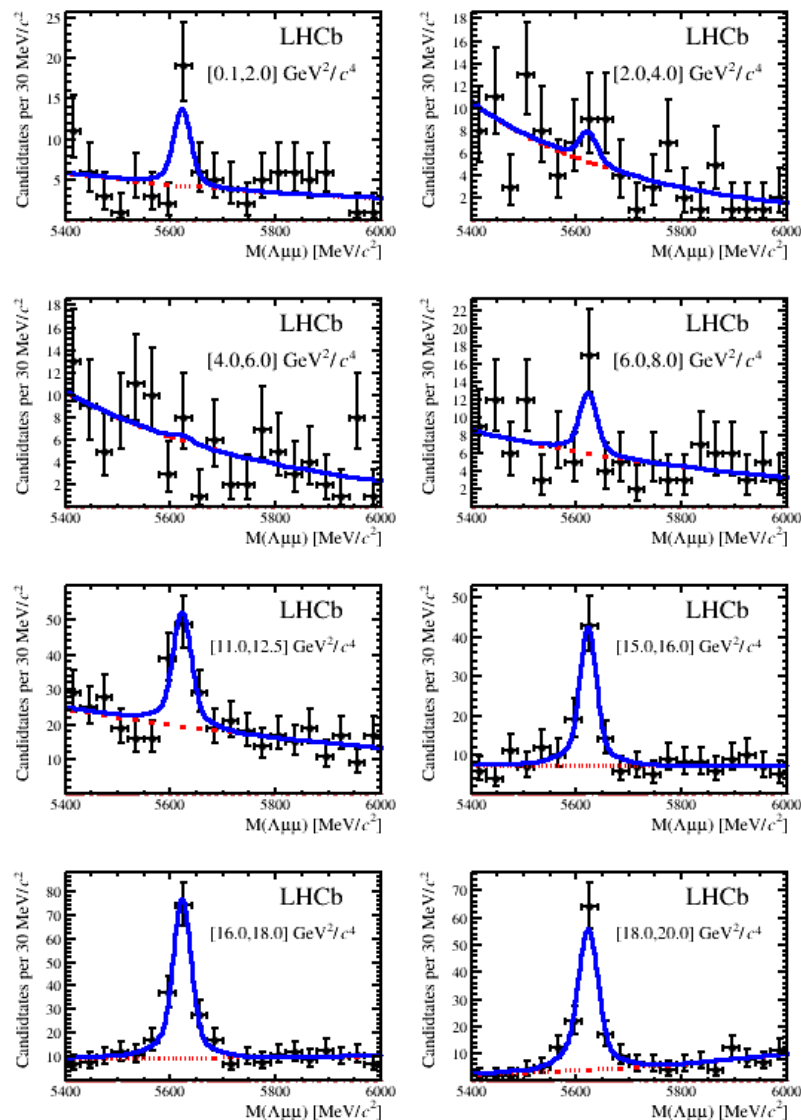 Candidtates per 30 MeV/c²
25
20
15
10
5
LHCb
[0.1,2.0] GeV²/c⁴
5400 5600 5800 6000
M(Λμμ) [MeV/c²]
Candidtates per 30 MeV/c²
18
16
14
12
10
8
6
4
2
LHCb
[2.0,4.0] GeV²/c⁴
5400 5600 5800 6000
M(Λμμ) [MeV/c²]
Candidtates per 30 MeV/c²
18
16
14
12
10
8
6
4
2
LHCb
[4.0,6.0] GeV²/c⁴
5400 5600 5800 6000
M(Λμμ) [MeV/c²]
Candidtates per 30 MeV/c²
22
20
18
16
14
12
10
8
6
4
2
LHCb
[6.0,8.0] GeV²/c⁴
5400 5600 5800 6000
M(Λμμ) [MeV/c²]
Candidtates per 30 MeV/c²
50
40
30
20
10
LHCb
[11.0,12.5] GeV²/c⁴
5400 5600 5800 6000
M(Λμμ) [MeV/c²]
Candidtates per 30 MeV/c²
50
40
30
20
10
LHCb
[15.0,16.0] GeV²/c⁴
5400 5600 5800 6000
M(Λμμ) [MeV/c²]
Candidtates per 30 MeV/c²
80
70
60
50
40
30
20
10
LHCb
[16.0,18.0] GeV²/c⁴
5400 5600 5800 6000
M(Λμμ) [MeV/c²]
Candidtates per 30 MeV/c²
70
60
50
40
30
20
10
LHCb
[18.0,20.0] GeV²/c⁴
5400 5600 5800 6000
M(Λμμ) [MeV/c²]